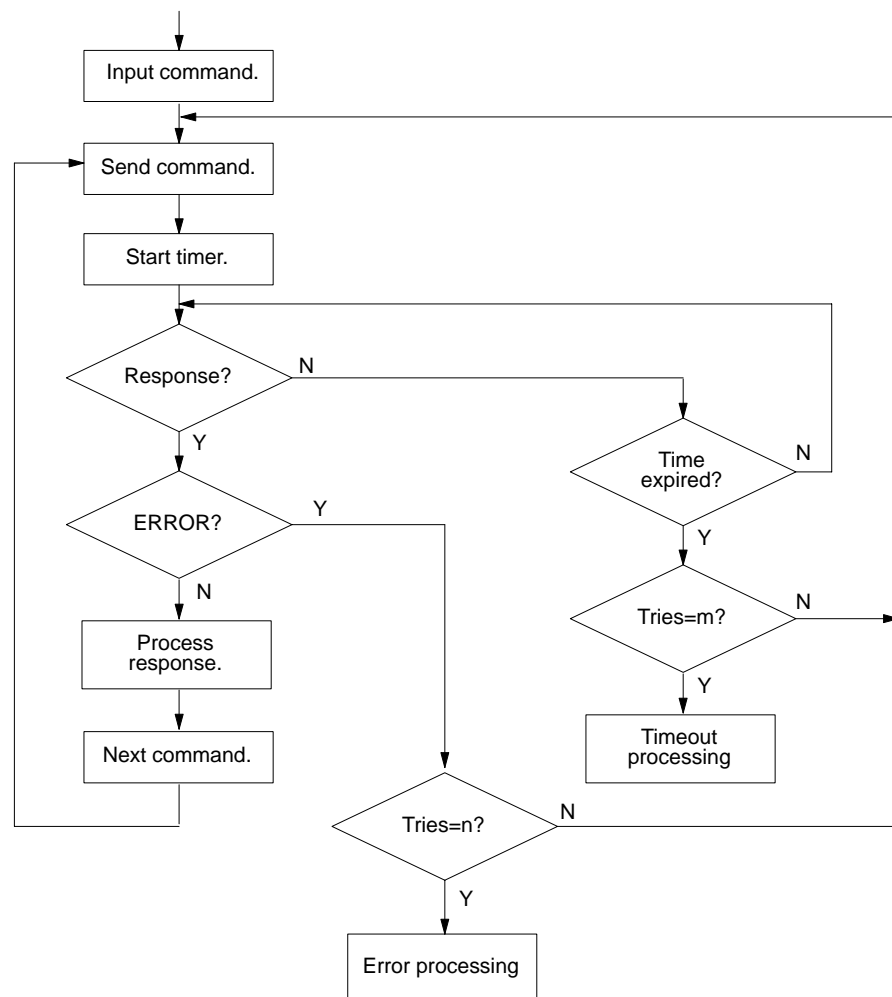 Input command.
Send command.
Start timer.
Response?
N
Y
Time
expired?
N
Y
ERROR?
Y
N
Tries=m?
N
Y
Process
response.
Next command.
Timeout
processing
Tries=n?
N
Y
Error processing